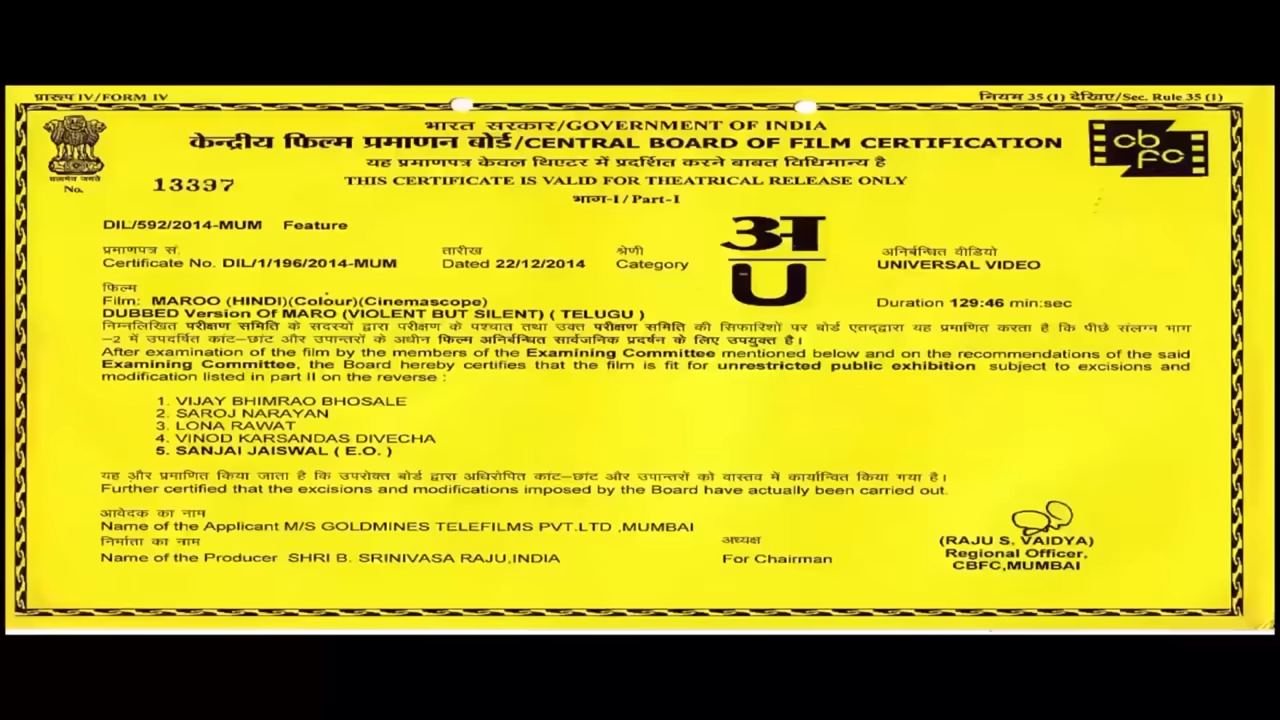 प्रारूप IV/FORM IV
नियम 35 (1) देखिए/Sec. Rule 35 (1)
भारत सरकार/GOVERNMENT OF INDIA
केन्द्रीय फिल्म प्रमाणन बोर्ड/CENTRAL BOARD OF FILM CERTIFICATION
cb
fc
यह प्रमाणपत्र केवल थिएटर में प्रदर्शित करने बाबत विधिमान्य है
सत्यमेव जयते
No. 13397
THIS CERTIFICATE IS VALID FOR THEATRICAL RELEASE ONLY
भाग-I / Part-I
DIL/592/2014-MUM Feature
अ
U
प्रमाणपत्र सं. तारीख श्रेणी अनिर्बन्धित वीडियो
Certificate No. DIL/1/196/2014-MUM Dated 22/12/2014 Category UNIVERSAL VIDEO
फिल्म
Film: MAROO (HINDI)(Colour)(Cinemascope) Duration 129:46 min:sec
DUBBED Version Of MARO (VIOLENT BUT SILENT) ( TELUGU )
निम्नलिखित परीक्षण समिति के सदस्यों द्वारा परीक्षण के पश्चात तथा उक्त परीक्षण समिति की सिफारिशों पर बोर्ड एतद्द्वारा यह प्रमाणित करता है कि पीछे संलग्न भाग
-2 में उपदर्षित कांट-छांट और उपान्तरों के अधीन फिल्म अनिर्बन्धित सार्वजनिक प्रदर्षन के लिए उपयुक्त है।
After examination of the film by the members of the Examining Committee mentioned below and on the recommendations of the said
Examining Committee, the Board hereby certifies that the film is fit for unrestricted public exhibition subject to excisions and
modification listed in part II on the reverse :
1. VIJAY BHIMRAO BHOSALE
2. SAROJ NARAYAN
3. LONA RAWAT
4. VINOD KARSANDAS DIVECHA
5. SANJAI JAISWAL ( E.O. )
यह और प्रमाणित किया जाता है कि उपरोक्त बोर्ड द्वारा अधिरोपित कांट-छांट और उपान्तरों को वास्तव में कार्यान्वित किया गया है।
Further certified that the excisions and modifications imposed by the Board have actually been carried out.
आवेदक का नाम
Name of the Applicant M/S GOLDMINES TELEFILMS PVT.LTD ,MUMBAI
निर्माता का नाम अध्यक्ष
Name of the Producer SHRI B. SRINIVASA RAJU,INDIA For Chairman
(RAJU S. VAIDYA)
Regional Officer,
CBFC,MUMBAI